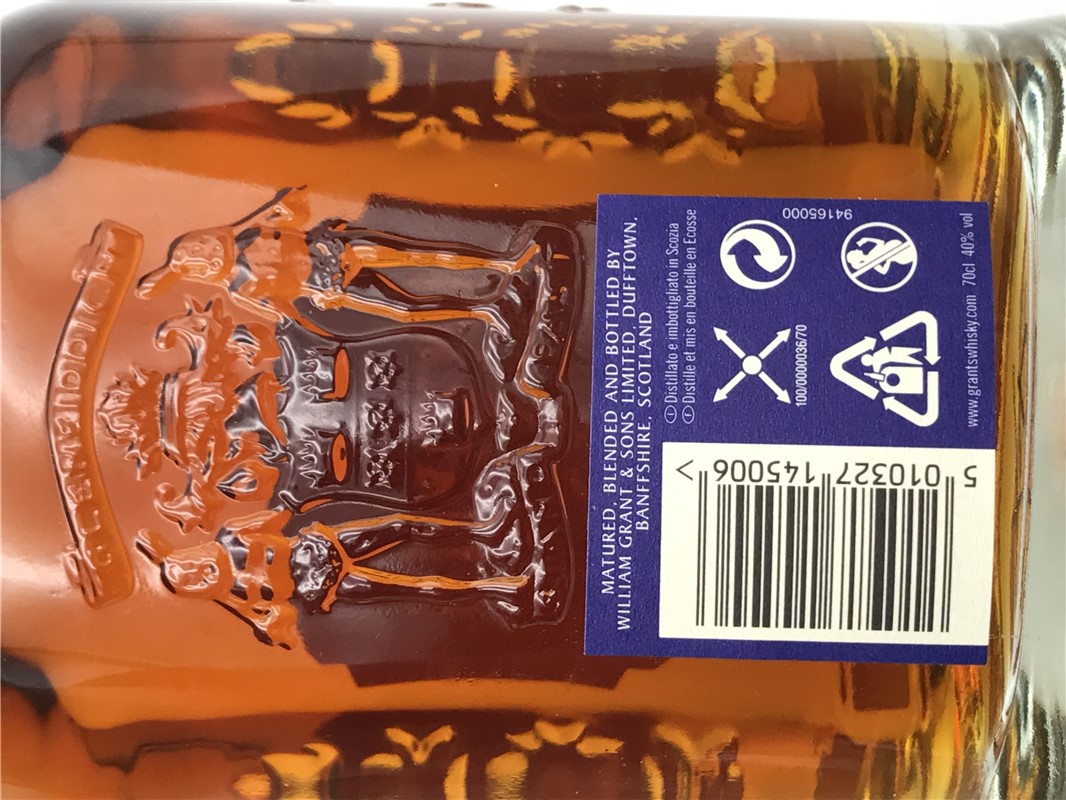 MATURED, BLENDED AND BOTTLED BY
WILLIAM GRANT & SONS LIMITED, DUFFTOWN,
BANFFSHIRE, SCOTLAND
Ⓘ Distillato e imbottigliato in Scozia
Ⓕ Distillé et mis en bouteille en Ecosse
94165000
100/0000036/70
5 010327 145006 >
www.grantswhisky.com 70cl 40% vol